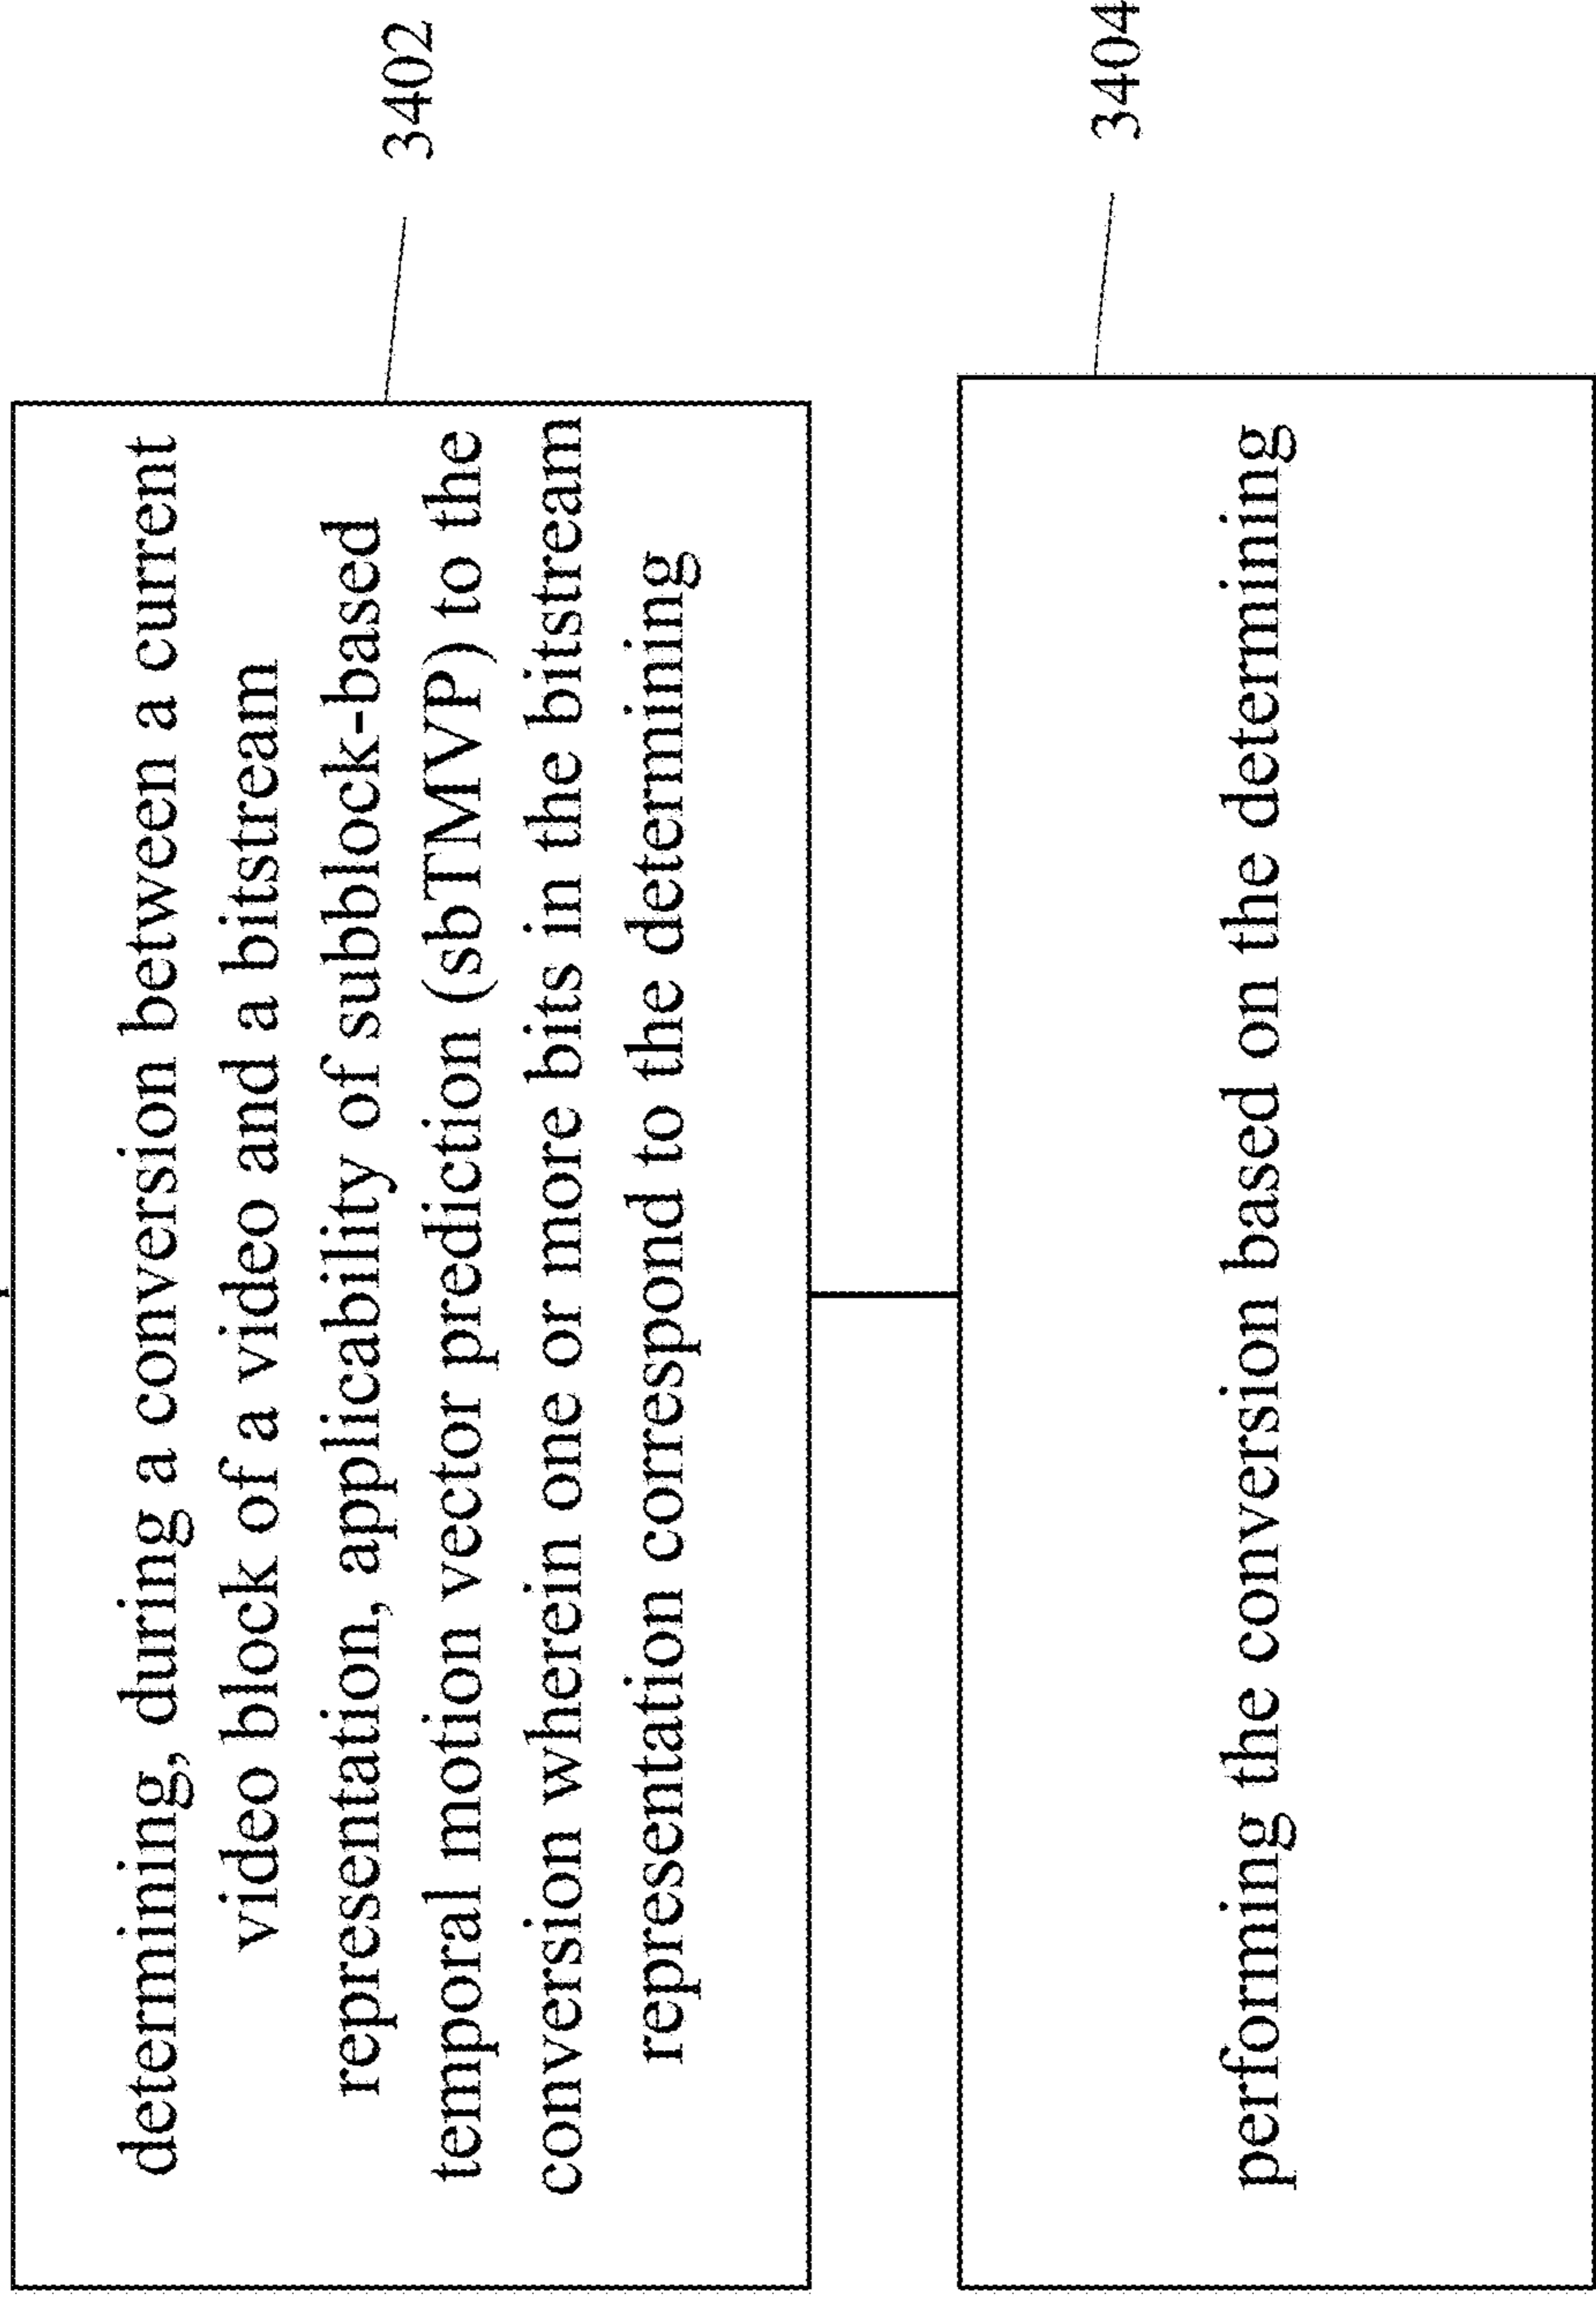 determining, during a conversion between a current
video block of a video and a bitstream
representation, applicability of subblock-based
temporal motion vector prediction (sbTMVP) to the
conversion wherein one or more bits in the bitstream
representation correspond to the determining
3402
performing the conversion based on the determining
3404